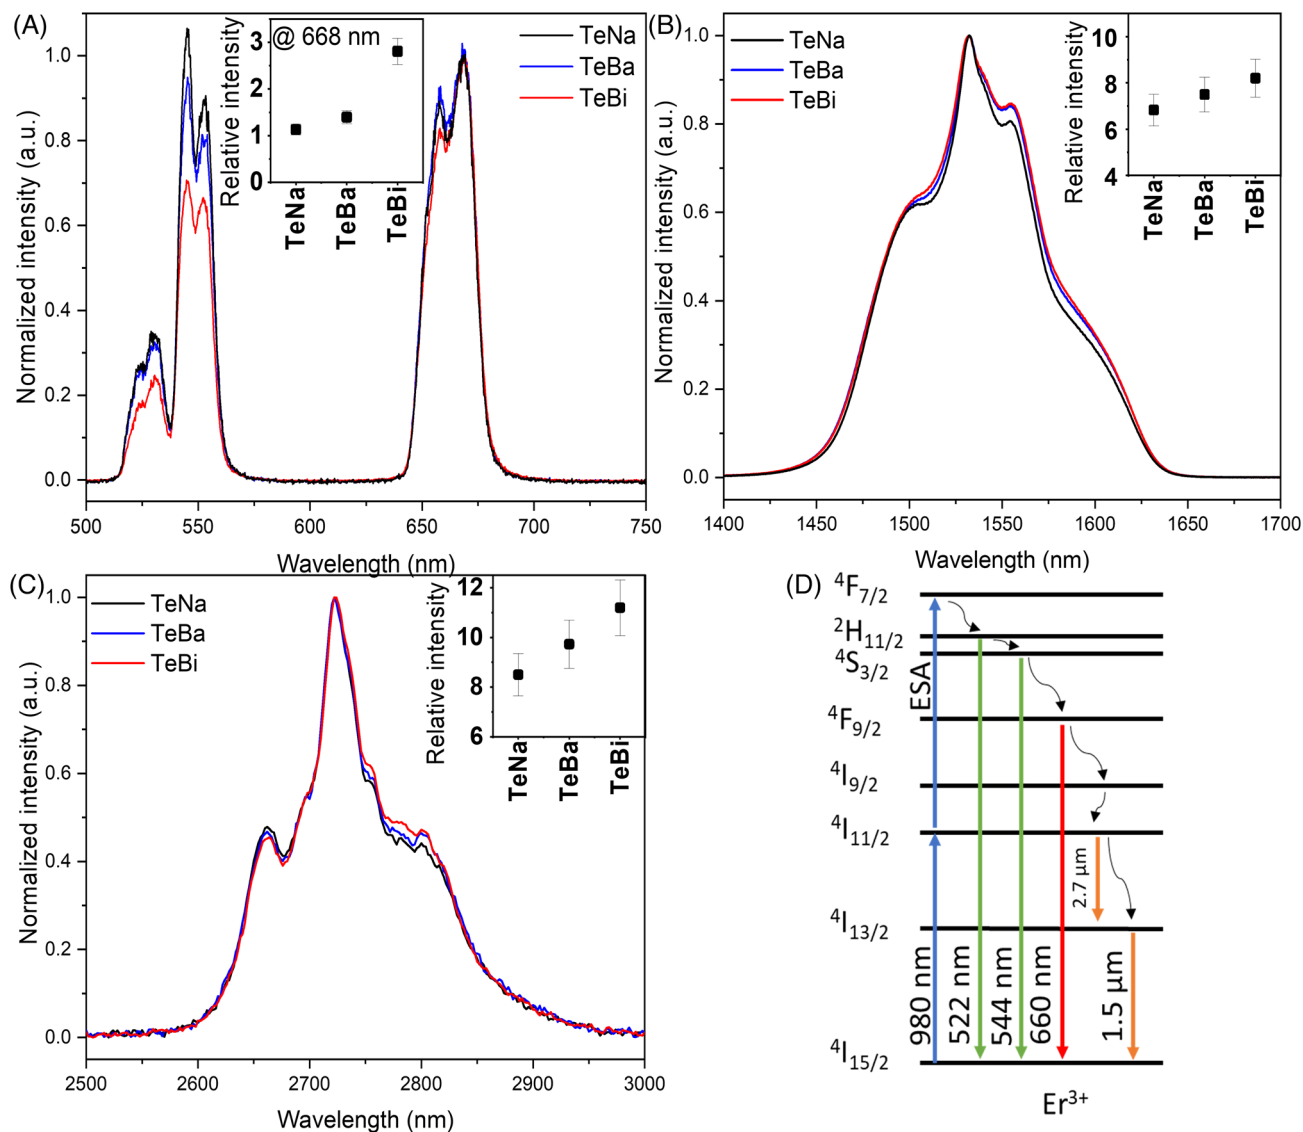 (A)
Normalized intensity (a.u.)
1.0
0.8
0.6
0.4
0.2
0.0
500
550
600
650
700
750
Wavelength (nm)
TeNa
TeBa
TeBi
@ 668 nm
Relative intensity
3
2
1
0
TeNa
TeBa
TeBi
(B)
Normalized intensity (a.u.)
1.0
0.8
0.6
0.4
0.2
0.0
1400
1450
1500
1550
1600
1650
1700
Wavelength (nm)
TeNa
TeBa
TeBi
Relative intensity
10
8
6
4
TeNa
TeBa
TeBi
(C)
Normalized intensity (a.u.)
1.0
0.8
0.6
0.4
0.2
0.0
2500
2600
2700
2800
2900
3000
Wavelength (nm)
TeNa
TeBa
TeBi
Relative intensity
12
10
8
6
TeNa
TeBa
TeBi
(D)
⁴F₇/₂
²H₁₁/₂
⁴S₃/₂
⁴F₉/₂
⁴I₉/₂
⁴I₁₁/₂
⁴I₁₃/₂
⁴I₁₅/₂
ESA
980 nm
522 nm
544 nm
660 nm
2.7 μm
1.5 μm
Er³⁺